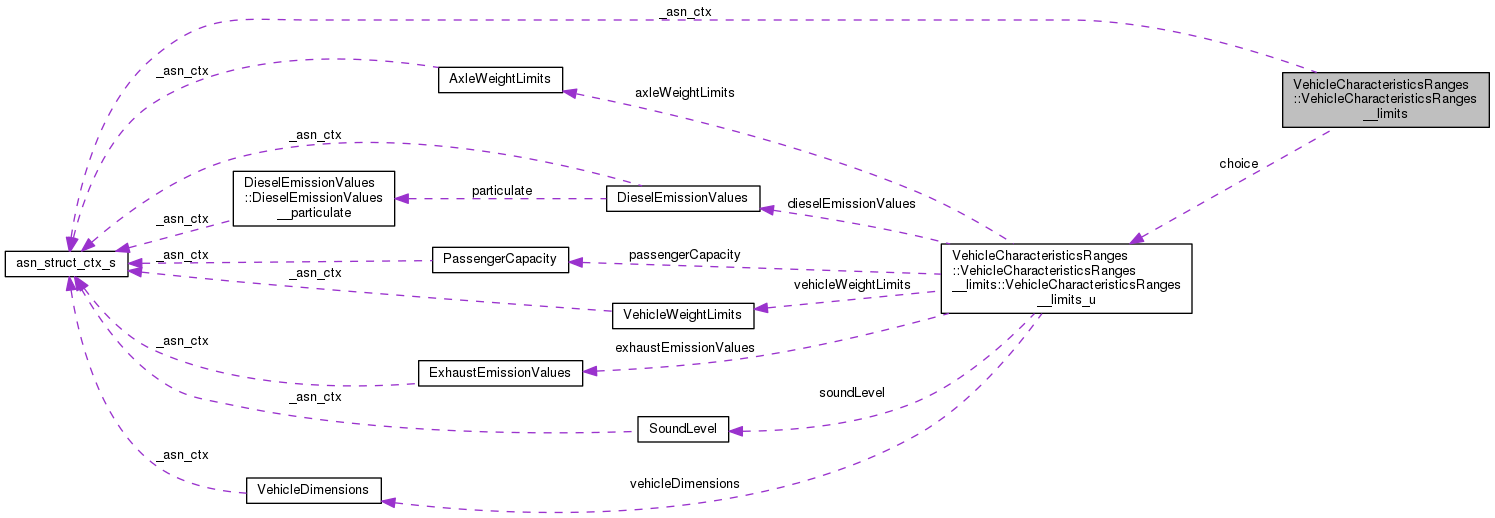 _asn_ctx
VehicleCharacteristicsRanges
::VehicleCharacteristicsRanges
__limits
_asn_ctx
AxleWeightLimits
axleWeightLimits
_asn_ctx
choice
DieselEmissionValues
::DieselEmissionValues
__particulate
particulate
DieselEmissionValues
dieselEmissionValues
_asn_ctx
asn_struct_ctx_s
_asn_ctx
PassengerCapacity
passengerCapacity
VehicleCharacteristicsRanges
::VehicleCharacteristicsRanges
__limits::VehicleCharacteristicsRanges
__limits_u
_asn_ctx
vehicleWeightLimits
VehicleWeightLimits
_asn_ctx
exhaustEmissionValues
ExhaustEmissionValues
_asn_ctx
soundLevel
SoundLevel
_asn_ctx
vehicleDimensions
VehicleDimensions